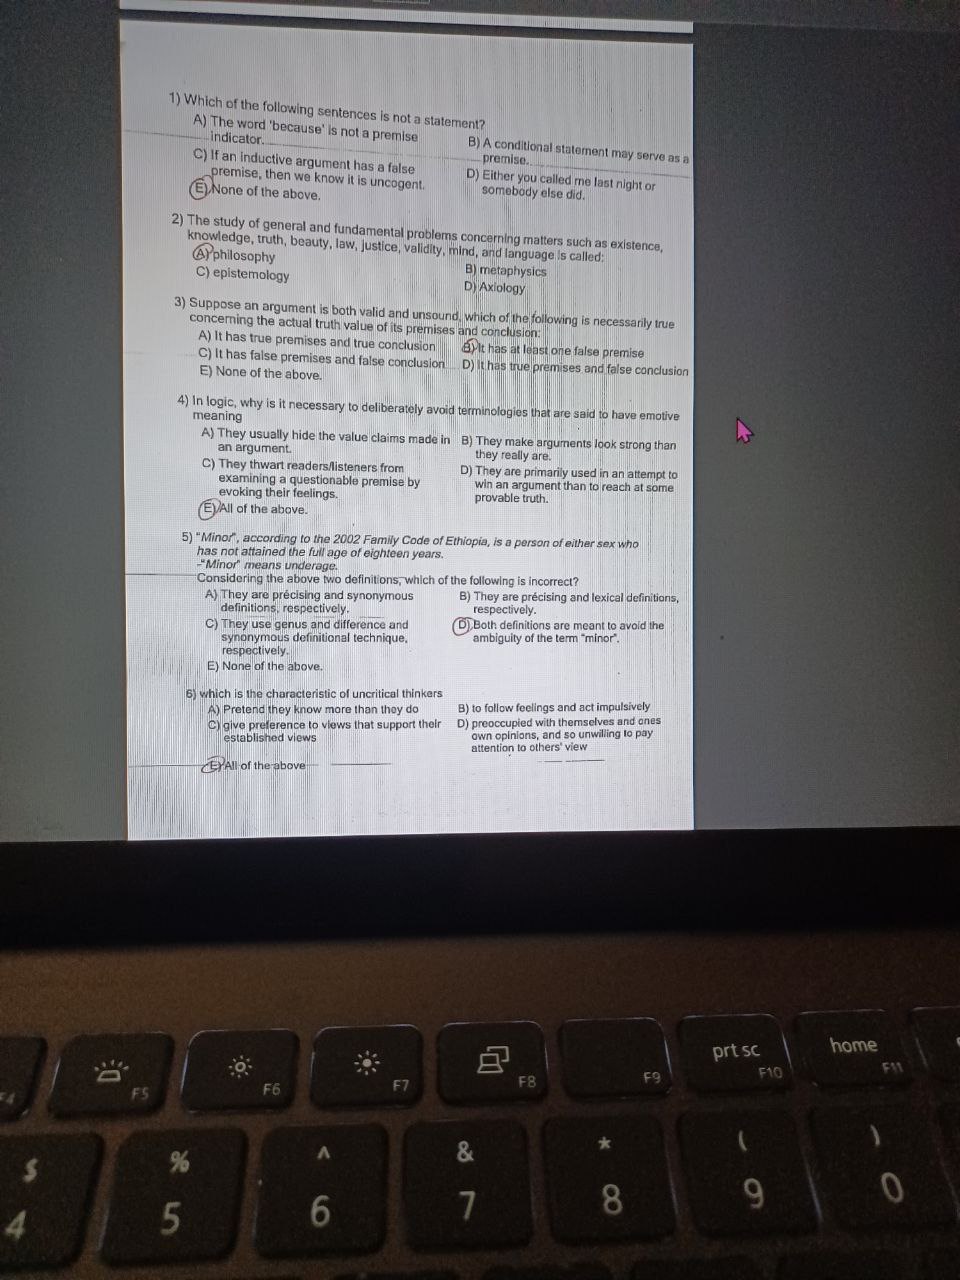 1) Which of the following sentences is not a statement?
A) The word 'because' is not a premise indicator.
B) A conditional statement may serve as a premise.
C) If an inductive argument has a false premise, then we know it is uncogent.
D) Either you called me last night or somebody else did.
E) None of the above.
2) The study of general and fundamental problems concerning matters such as existence,
knowledge, truth, beauty, law, justice, validity, mind, and language is called:
A) philosophy
B) metaphysics
C) epistemology
D) Axiology
3) Suppose an argument is both valid and unsound, which of the following is necessarily true
concerning the actual truth value of its premises and conclusion:
A) It has true premises and true conclusion
B) It has at least one false premise
C) It has false premises and false conclusion
D) It has true premises and false conclusion
E) None of the above.
4) In logic, why is it necessary to deliberately avoid terminologies that are said to have emotive
meaning
A) They usually hide the value claims made in
an argument.
B) They make arguments look strong than
they really are.
C) They thwart readers/listeners from
examining a questionable premise by
evoking their feelings.
D) They are primarily used in an attempt to
win an argument than to reach at some
provable truth.
E) All of the above.
5) "Minor", according to the 2002 Family Code of Ethiopia, is a person of either sex who
has not attained the full age of eighteen years.
-"Minor" means underage.
Considering the above two definitions, which of the following is incorrect?
A) They are précising and synonymous
definitions, respectively.
B) They are précising and lexical definitions,
respectively.
C) They use genus and difference and
synonymous definitional technique,
respectively.
D) Both definitions are meant to avoid the
ambiguity of the term "minor".
E) None of the above.
6) which is the characteristic of uncritical thinkers
A) Pretend they know more than they do
B) to follow feelings and act impulsively
C) give preference to views that support their
established views
D) preoccupied with themselves and ones
own opinions, and so unwilling to pay
attention to others' view
E) All of the above
F4
F5
F6
F7
F8
F9
prt sc
F10
home
F11
$
4
%
5
^
6
&
7
*
8
(
9
)
0